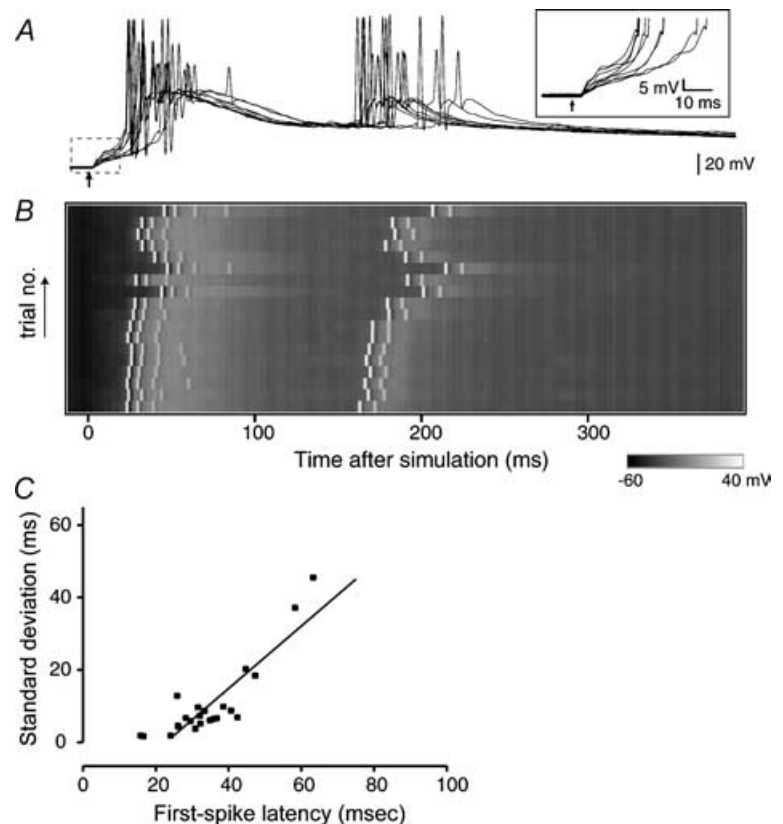 A
5 mV
10 ms
20 mV
B
trial no.
0
100
200
300
Time after simulation (ms)
-60
40 mV
C
Standard deviation (ms)
60
40
20
0
0
20
40
60
80
100
First-spike latency (msec)